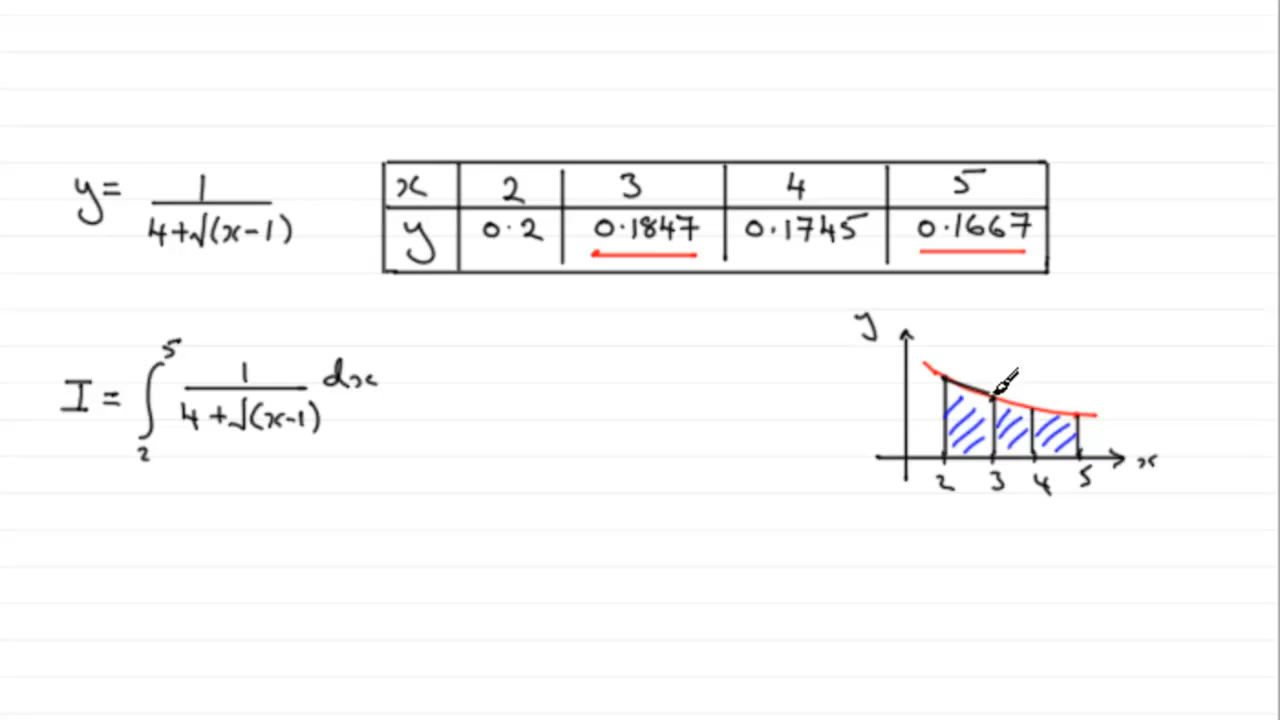 y = 1/(4+√(x-1))
x 2 3 4 5
y 0.2 0.1847 0.1745 0.1667
I = ∫₂⁵ 1/(4+√(x-1)) dx
y
x
2 3 4 5